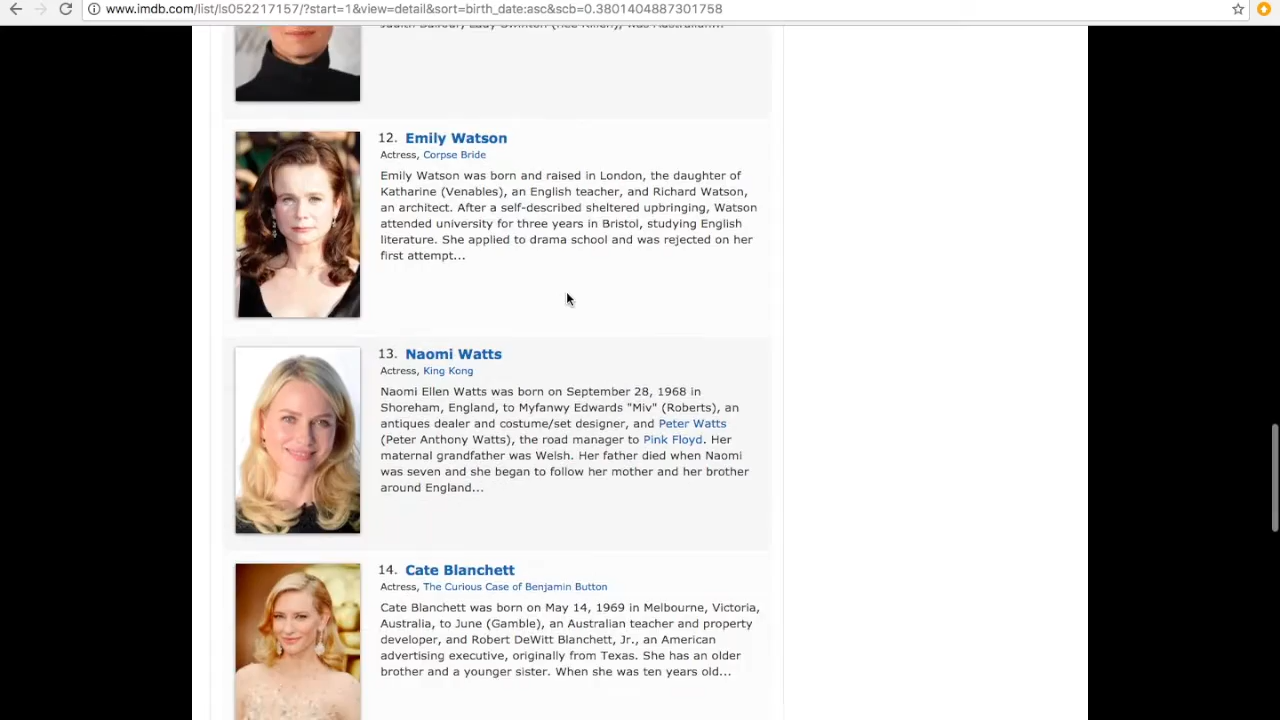 www.imdb.com/list/ls052217157/?start=1&view=detail&sort=birth_date:asc&scb=0.3801404887301758
12. Emily Watson
Actress, Corpse Bride
Emily Watson was born and raised in London, the daughter of
Katharine (Venables), an English teacher, and Richard Watson,
an architect. After a self-described sheltered upbringing, Watson
attended university for three years in Bristol, studying English
literature. She applied to drama school and was rejected on her
first attempt...
13. Naomi Watts
Actress, King Kong
Naomi Ellen Watts was born on September 28, 1968 in
Shoreham, England, to Myfanwy Edwards "Miv" (Roberts), an
antiques dealer and costume/set designer, and Peter Watts
(Peter Anthony Watts), the road manager to Pink Floyd. Her
maternal grandfather was Welsh. Her father died when Naomi
was seven and she began to follow her mother and her brother
around England...
14. Cate Blanchett
Actress, The Curious Case of Benjamin Button
Cate Blanchett was born on May 14, 1969 in Melbourne, Victoria,
Australia, to June (Gamble), an Australian teacher and property
developer, and Robert DeWitt Blanchett, Jr., an American
advertising executive, originally from Texas. She has an older
brother and a younger sister. When she was ten years old...